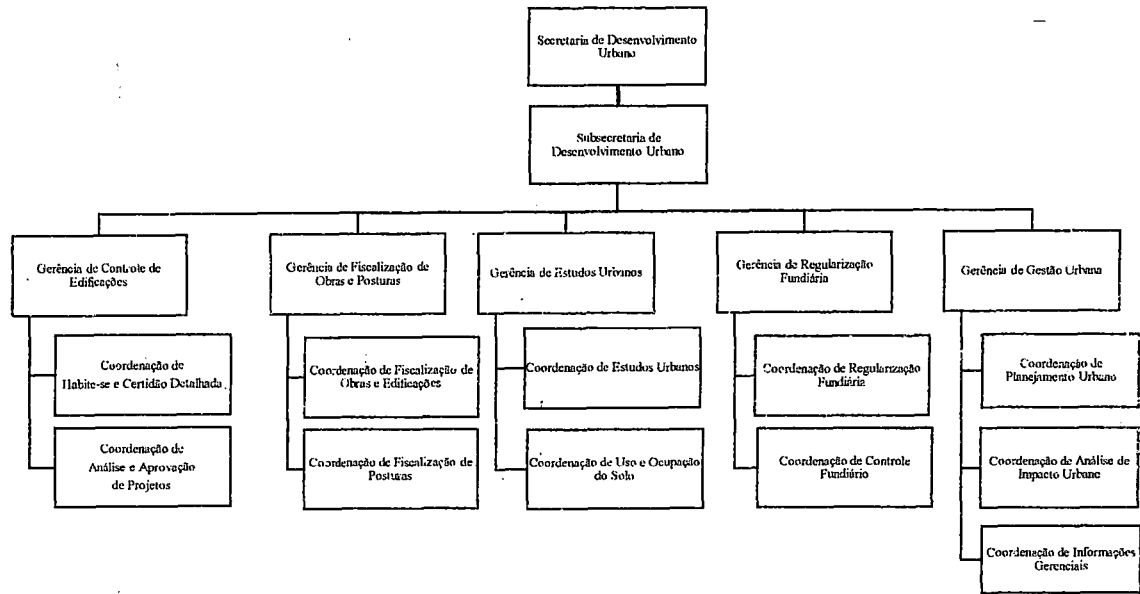 Secretaria de Desenvolvimento
Urbano
Subsecretaria de
Desenvolvimento Urbano
Gerência de Controle de
Edificações
Gerência de Fiscalização de
Obras e Posturas
Gerência de Estudos Urbanos
Gerência de Regularização
Fundiária
Gerência de Gestão Urbana
Coordenação de
Habite-se e Certidão Detalhada
Coordenação de Fiscalização de
Obras e Edificações
Coordenação de Estudos Urbanos
Coordenação de Regularização
Fundiária
Coordenação de
Planejamento Urbano
Coordenação de
Análise e Aprovação
de Projetos
Coordenação de Fiscalização de
Posturas
Coordenação de Uso e Ocupação
do Solo
Coordenação de Controle
Fundiário
Coordenação de Análise de
Impacto Urbano
Coordenação de Informações
Gerenciais